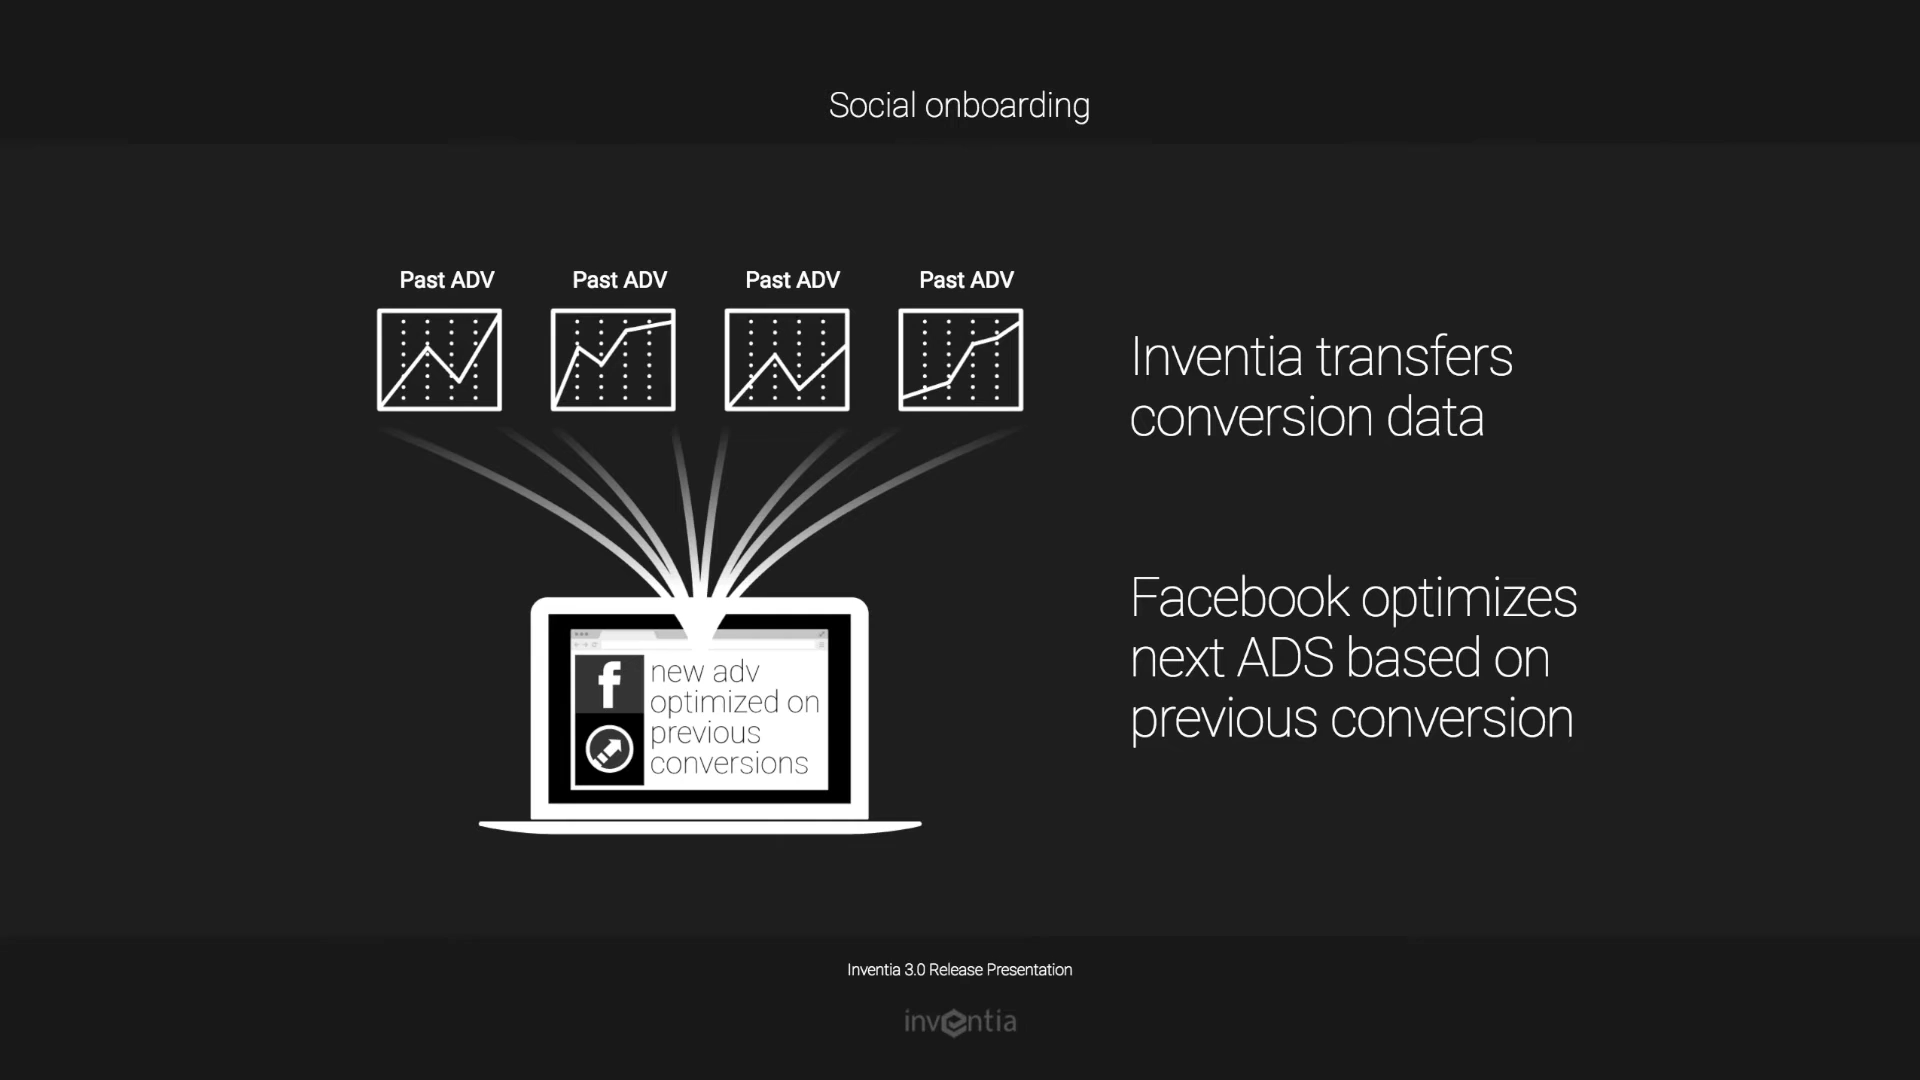 Social onboarding
Past ADV
Past ADV
Past ADV
Past ADV
Inventia transfers
conversion data
Facebook optimizes
next ADS based on
previous conversion
f
new adv
optimized on
previous
conversions
Inventia 3.0 Release Presentation
inventia